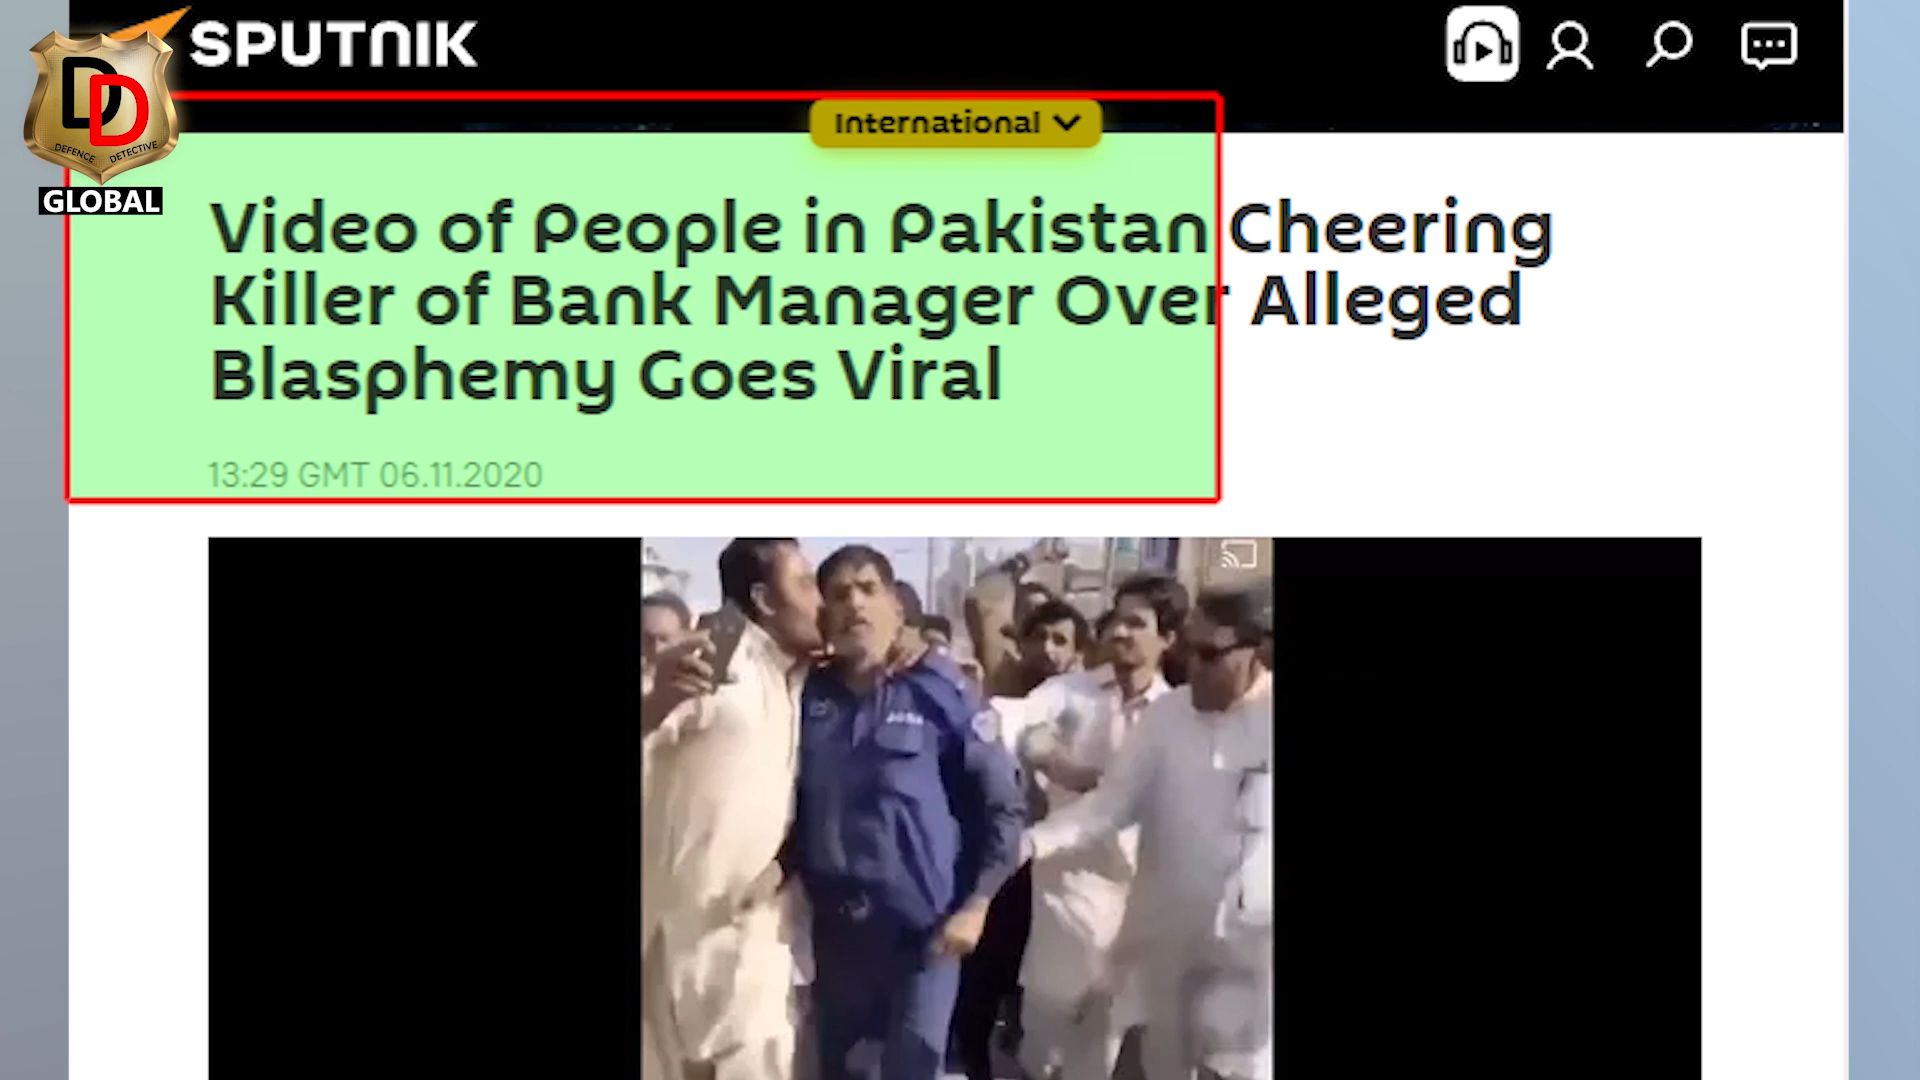 SPUTNIK
DD
DEFENCE DETECTIVE
GLOBAL
International
Video of People in Pakistan Cheering
Killer of Bank Manager Over Alleged
Blasphemy Goes Viral
13:29 GMT 06.11.2020